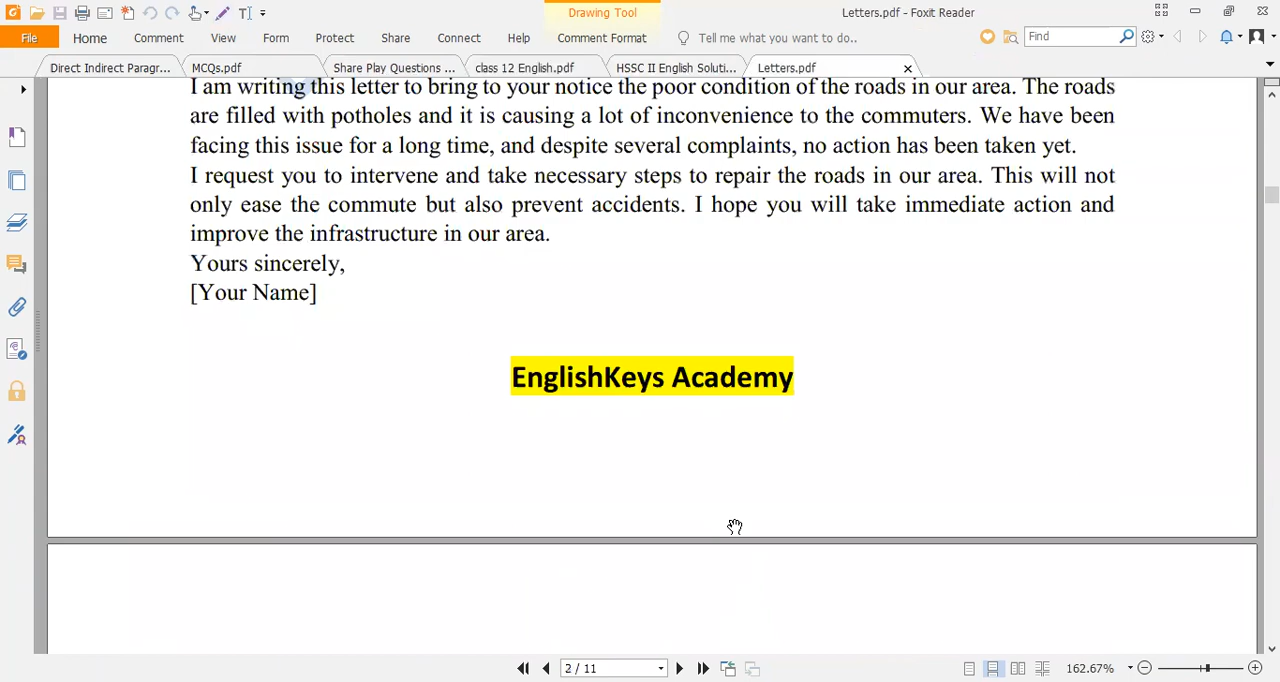 Drawing Tool
Letters.pdf - Foxit Reader
File Home Comment View Form Protect Share Connect Help Comment Format Tell me what you want to do.. Find
Direct Indirect Paragr... MCQs.pdf Share Play Questions ... class 12 English.pdf HSSC II English Soluti... Letters.pdf
I am writing this letter to bring to your notice the poor condition of the roads in our area. The roads
are filled with potholes and it is causing a lot of inconvenience to the commuters. We have been
facing this issue for a long time, and despite several complaints, no action has been taken yet.
I request you to intervene and take necessary steps to repair the roads in our area. This will not
only ease the commute but also prevent accidents. I hope you will take immediate action and
improve the infrastructure in our area.
Yours sincerely,
[Your Name]
EnglishKeys Academy
2 / 11 162.67%